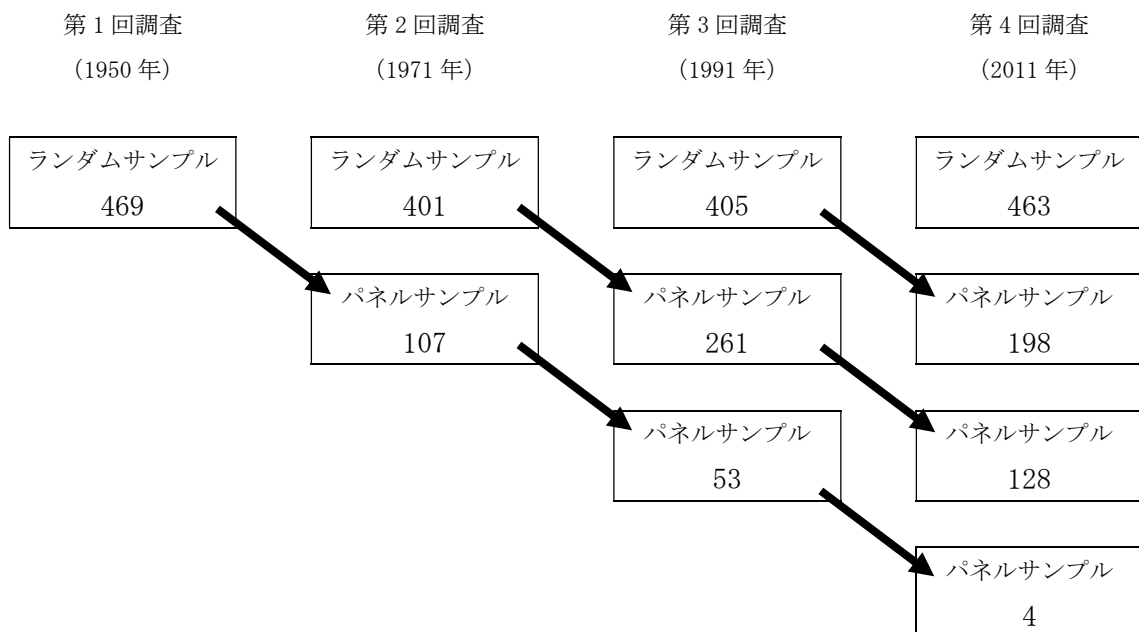 第1回調査
第2回調査
第3回調査
第4回調査
(1950年)
(1971年)
(1991年)
(2011年)
ランダムサンプル
ランダムサンプル
ランダムサンプル
ランダムサンプル
469
401
405
463
パネルサンプル
パネルサンプル
パネルサンプル
107
261
198
パネルサンプル
パネルサンプル
53
128
パネルサンプル
4